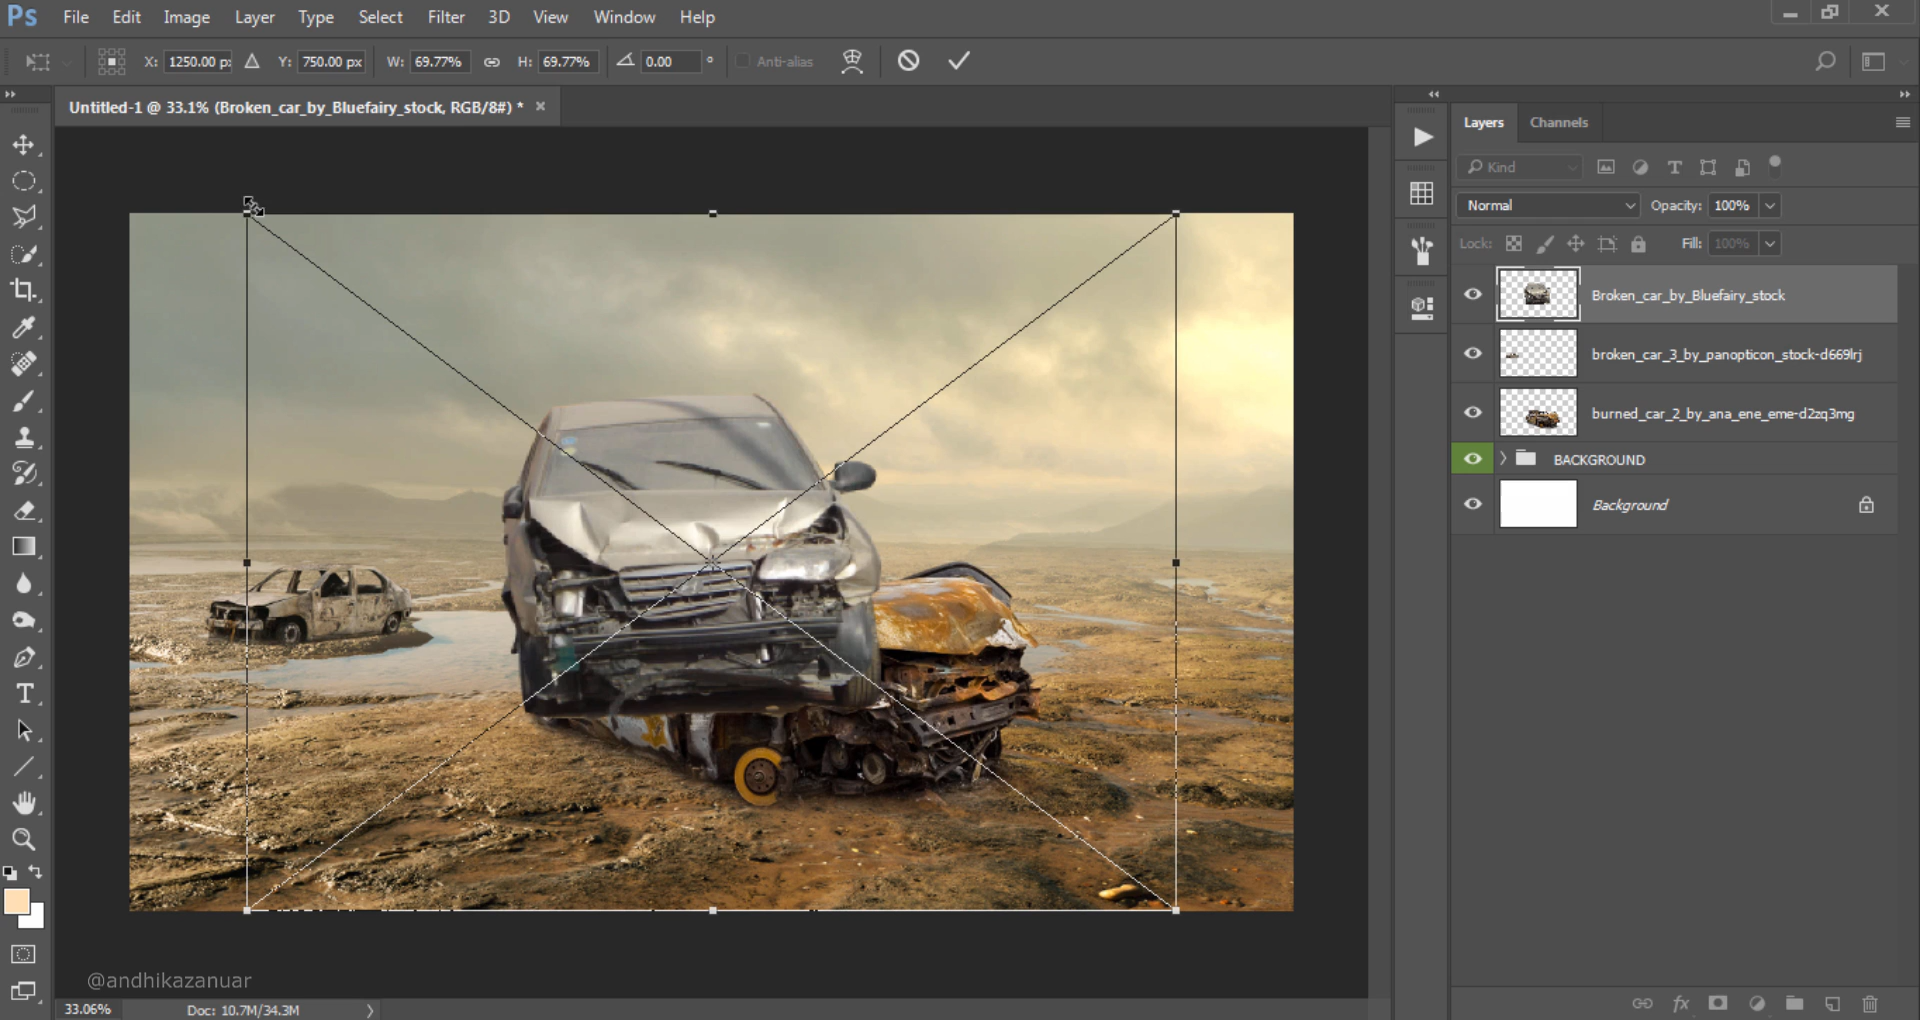 Ps File Edit Image Layer Type Select Filter 3D View Window Help
X: 1250.00 p: Y: 750.00 px W: 69.77% H: 69.77% 0.00 ° Anti-alias
Untitled-1 @ 33.1% (Broken_car_by_Bluefairy_stock, RGB/8#) * ×
Layers Channels
Kind
Normal Opacity: 100%
Lock: Fill: 100%
Broken_car_by_Bluefairy_stock
broken_car_3_by_panopticon_stock-d669lrj
burned_car_2_by_ana_ene_eme-d2zq3mg
BACKGROUND
Background
@andhikazanuar
33.06% Doc: 10.7M/34.3M